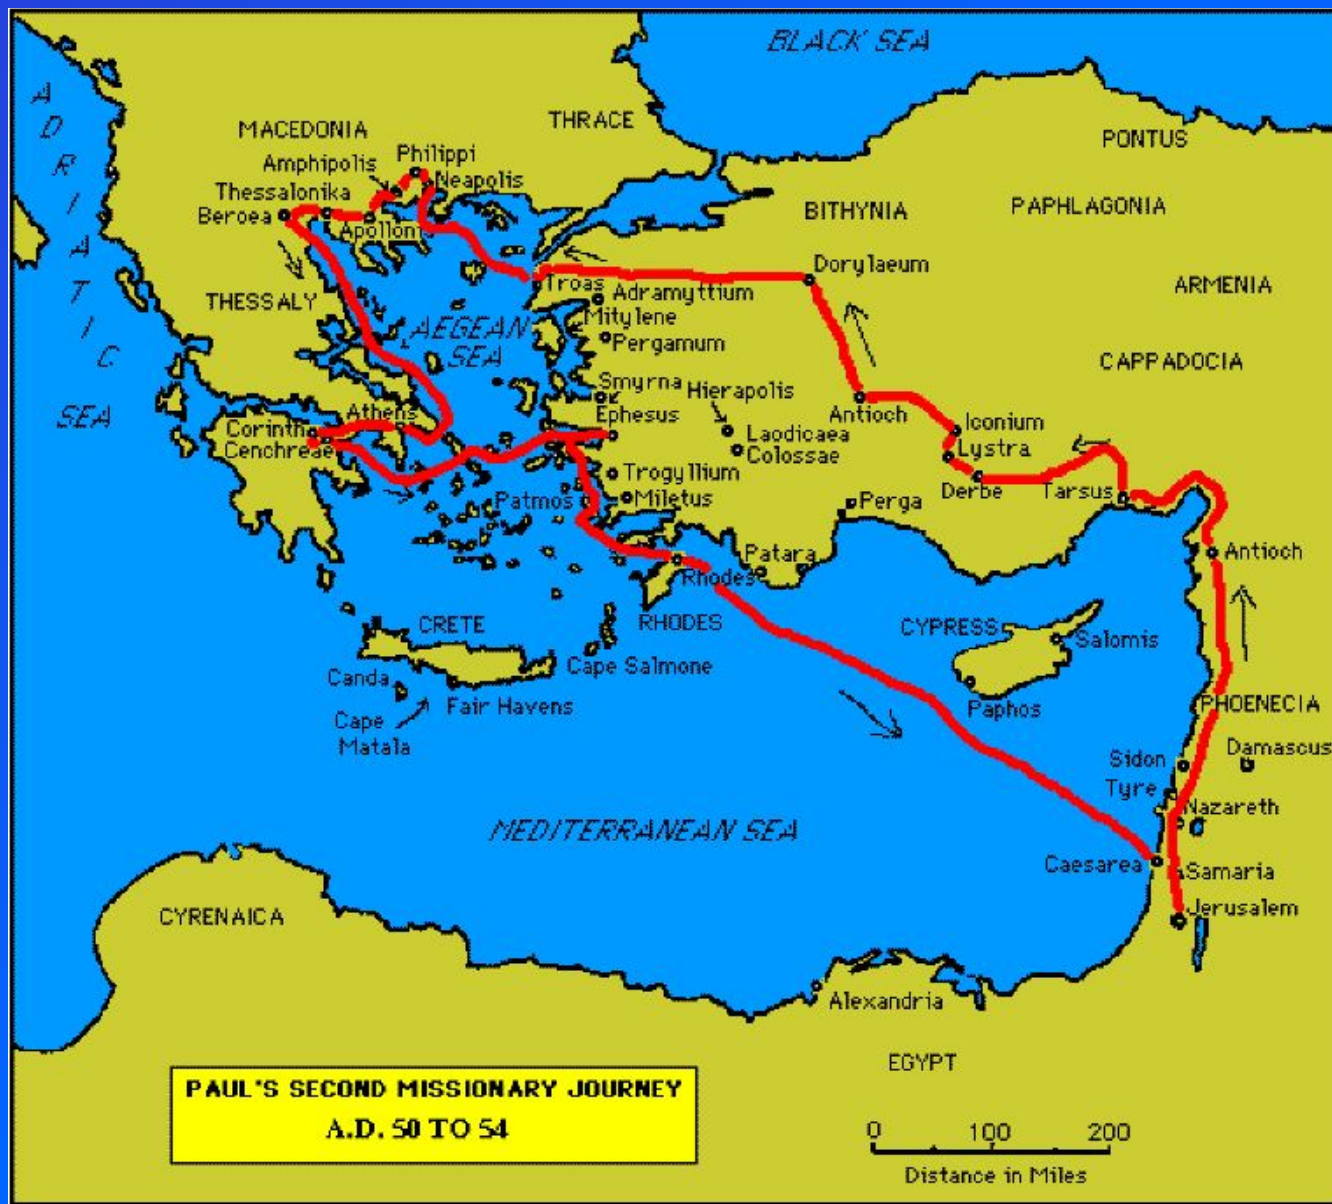 BLACK SEA
ADRIATIC
SEA
THRACE
MACEDONIA
PONTUS
Philippi
Amphipolis
Neapolis
Thessalonika
Beroea
Apollonia
BITHYNIA
PAPHLAGONIA
Dorylaeum
ARMENIA
Troas
Adramyttium
THESSALY
Mitylene
AEGEAN
SEA
Pergamum
CAPPADOCIA
Smyrna
Hierapolis
Athens
Ephesus
Antioch
Iconium
Corinth
Laodicaea
Lystra
Cenchreae
Colossae
Trogyllium
Derbe
Tarsus
Patmos
Miletus
Perga
Patara
Antioch
Rhodes
CRETE
RHODES
CYPRESS
Salomis
Cape Salmone
Canda
Fair Havens
Paphos
PHOENECIA
Cape
Matala
Sidon
Damascus
Tyre
Nazareth
MEDITERRANEAN SEA
Caesarea
Samaria
CYRENAICA
Jerusalem
Alexandria
EGYPT
PAUL'S SECOND MISSIONARY JOURNEY
A.D. 50 TO 54
0 100 200
Distance in Miles